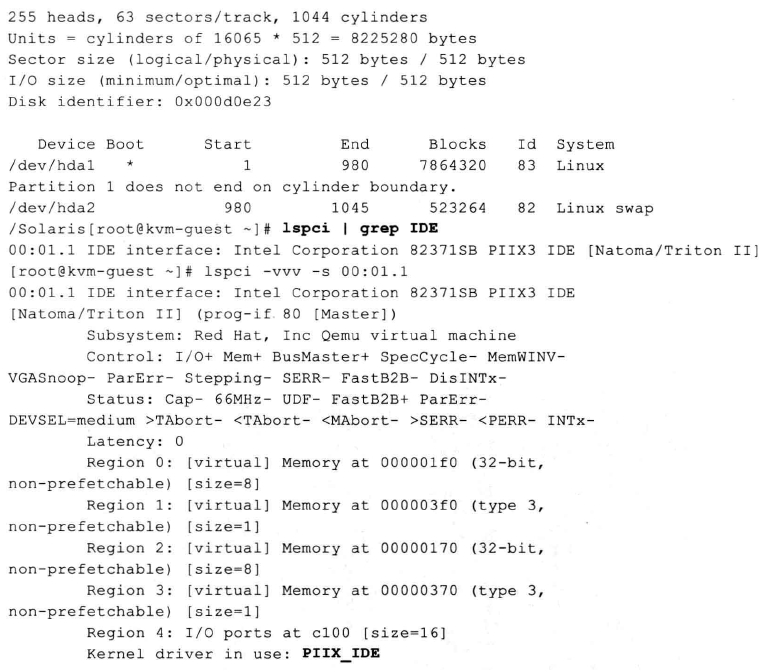 255 heads, 63 sectors/track, 1044 cylinders
Units = cylinders of 16065 * 512 = 8225280 bytes
Sector size (logical/physical): 512 bytes / 512 bytes
I/O size (minimum/optimal): 512 bytes / 512 bytes
Disk identifier: 0x000d0e23
Device Boot Start End Blocks Id System
/dev/hda1 * 1 980 7864320 83 Linux
Partition 1 does not end on cylinder boundary.
/dev/hda2 980 1045 523264 82 Linux swap
/Solaris[root@kvm-guest ~]# lspci | grep IDE
00:01.1 IDE interface: Intel Corporation 82371SB PIIX3 IDE [Natoma/Triton II]
[root@kvm-guest ~]# lspci -vvv -s 00:01.1
00:01.1 IDE interface: Intel Corporation 82371SB PIIX3 IDE
[Natoma/Triton II] (prog-if 80 [Master])
Subsystem: Red Hat, Inc Qemu virtual machine
Control: I/O+ Mem+ BusMaster+ SpecCycle- MemWINV-
VGASnoop- ParErr- Stepping- SERR- FastB2B- DisINTx-
Status: Cap- 66MHz- UDF- FastB2B+ ParErr-
DEVSEL=medium >TAbort- <TAbort- <MAbort- >SERR- <PERR- INTx-
Latency: 0
Region 0: [virtual] Memory at 000001f0 (32-bit,
non-prefetchable) [size=8]
Region 1: [virtual] Memory at 000003f0 (type 3,
non-prefetchable) [size=1]
Region 2: [virtual] Memory at 00000170 (32-bit,
non-prefetchable) [size=8]
Region 3: [virtual] Memory at 00000370 (type 3,
non-prefetchable) [size=1]
Region 4: I/O ports at c100 [size=16]
Kernel driver in use: PIIX_IDE